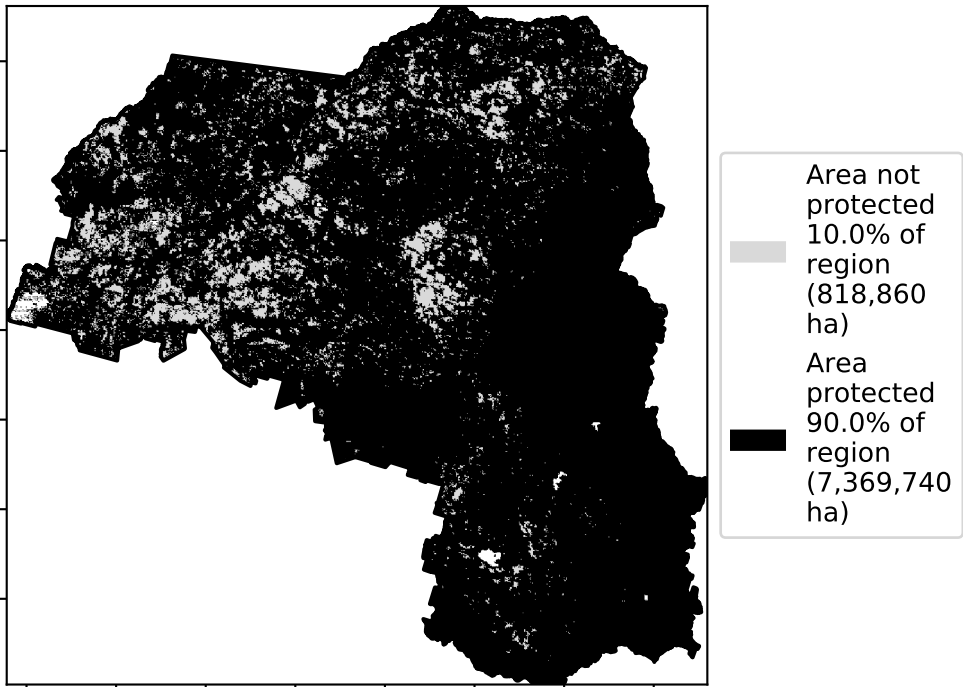 Area not
protected
10.0% of
region
(818,860
ha)
Area
protected
90.0% of
region
(7,369,740
ha)